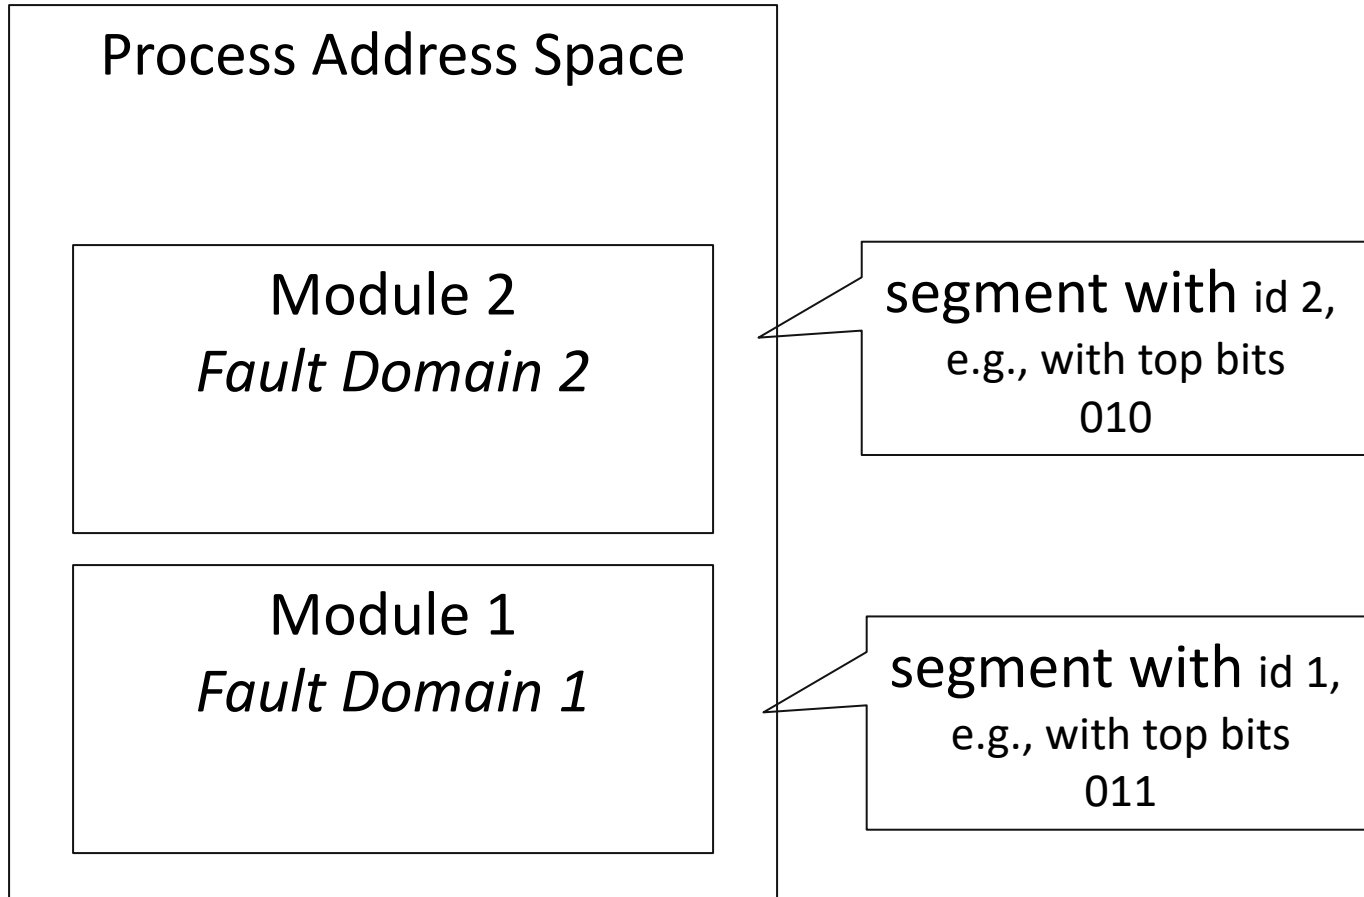 Process Address Space
Module 2
Fault Domain 2
segment with id 2,
e.g., with top bits
010
Module 1
Fault Domain 1
segment with id 1,
e.g., with top bits
011